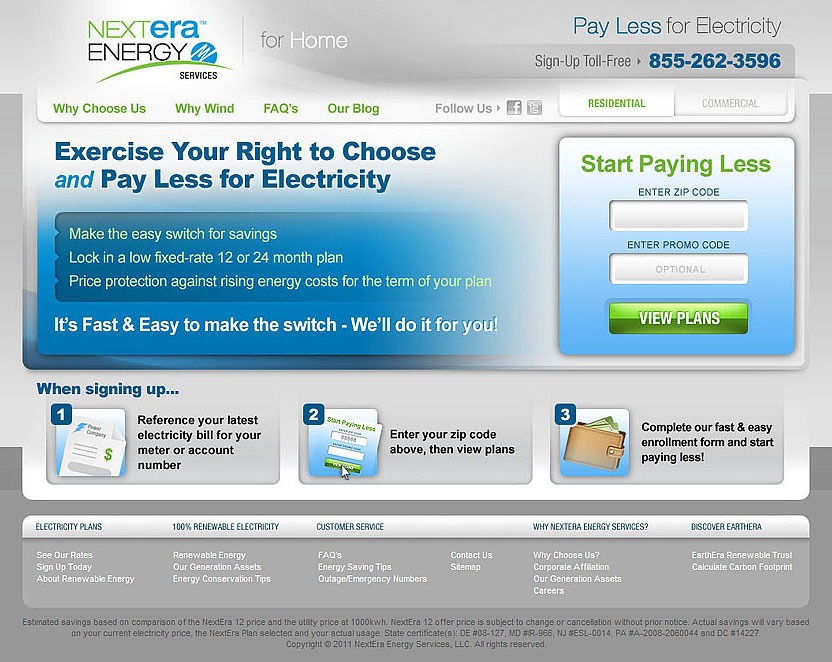 NEXTera™
ENERGY
SERVICES
for Home
Pay Less for Electricity
Sign-Up Toll-Free 855-262-3596
Why Choose Us Why Wind FAQ's Our Blog Follow Us
RESIDENTIAL COMMERCIAL
Exercise Your Right to Choose
and Pay Less for Electricity
Make the easy switch for savings
Lock in a low fixed-rate 12 or 24 month plan
Price protection against rising energy costs for the term of your plan
It's Fast & Easy to make the switch - We'll do it for you!
Start Paying Less
ENTER ZIP CODE
ENTER PROMO CODE
OPTIONAL
VIEW PLANS
When signing up...
1
Power
Company
$
Reference your latest
electricity bill for your
meter or account
number
2
Start Paying Less
Enter your zip code
above, then view plans
3
Complete our fast & easy
enrollment form and start
paying less!
ELECTRICITY PLANS
See Our Rates
Sign Up Today
About Renewable Energy
100% RENEWABLE ELECTRICITY
Renewable Energy
Our Generation Assets
Energy Conservation Tips
CUSTOMER SERVICE
FAQ's
Energy Saving Tips
Outage/Emergency Numbers
Contact Us
Sitemap
WHY NEXTERA ENERGY SERVICES?
Why Choose Us?
Corporate Affiliation
Our Generation Assets
Careers
DISCOVER EARTHERA
EarthEra Renewable Trust
Calculate Carbon Footprint
Estimated savings based on comparison of the NextEra 12 price and the utility price at 1000kwh. NextEra 12 offer price is subject to change or cancellation without prior notice. Actual savings will vary based
on your current electricity price, the NextEra Plan selected and your actual usage. State certificate(s): DE #08-127, MD #IR-966, NJ #ESL-0014, PA #A-2008-2060044 and DC #14227.
Copyright © 2011 NextEra Energy Services, LLC. All rights reserved.